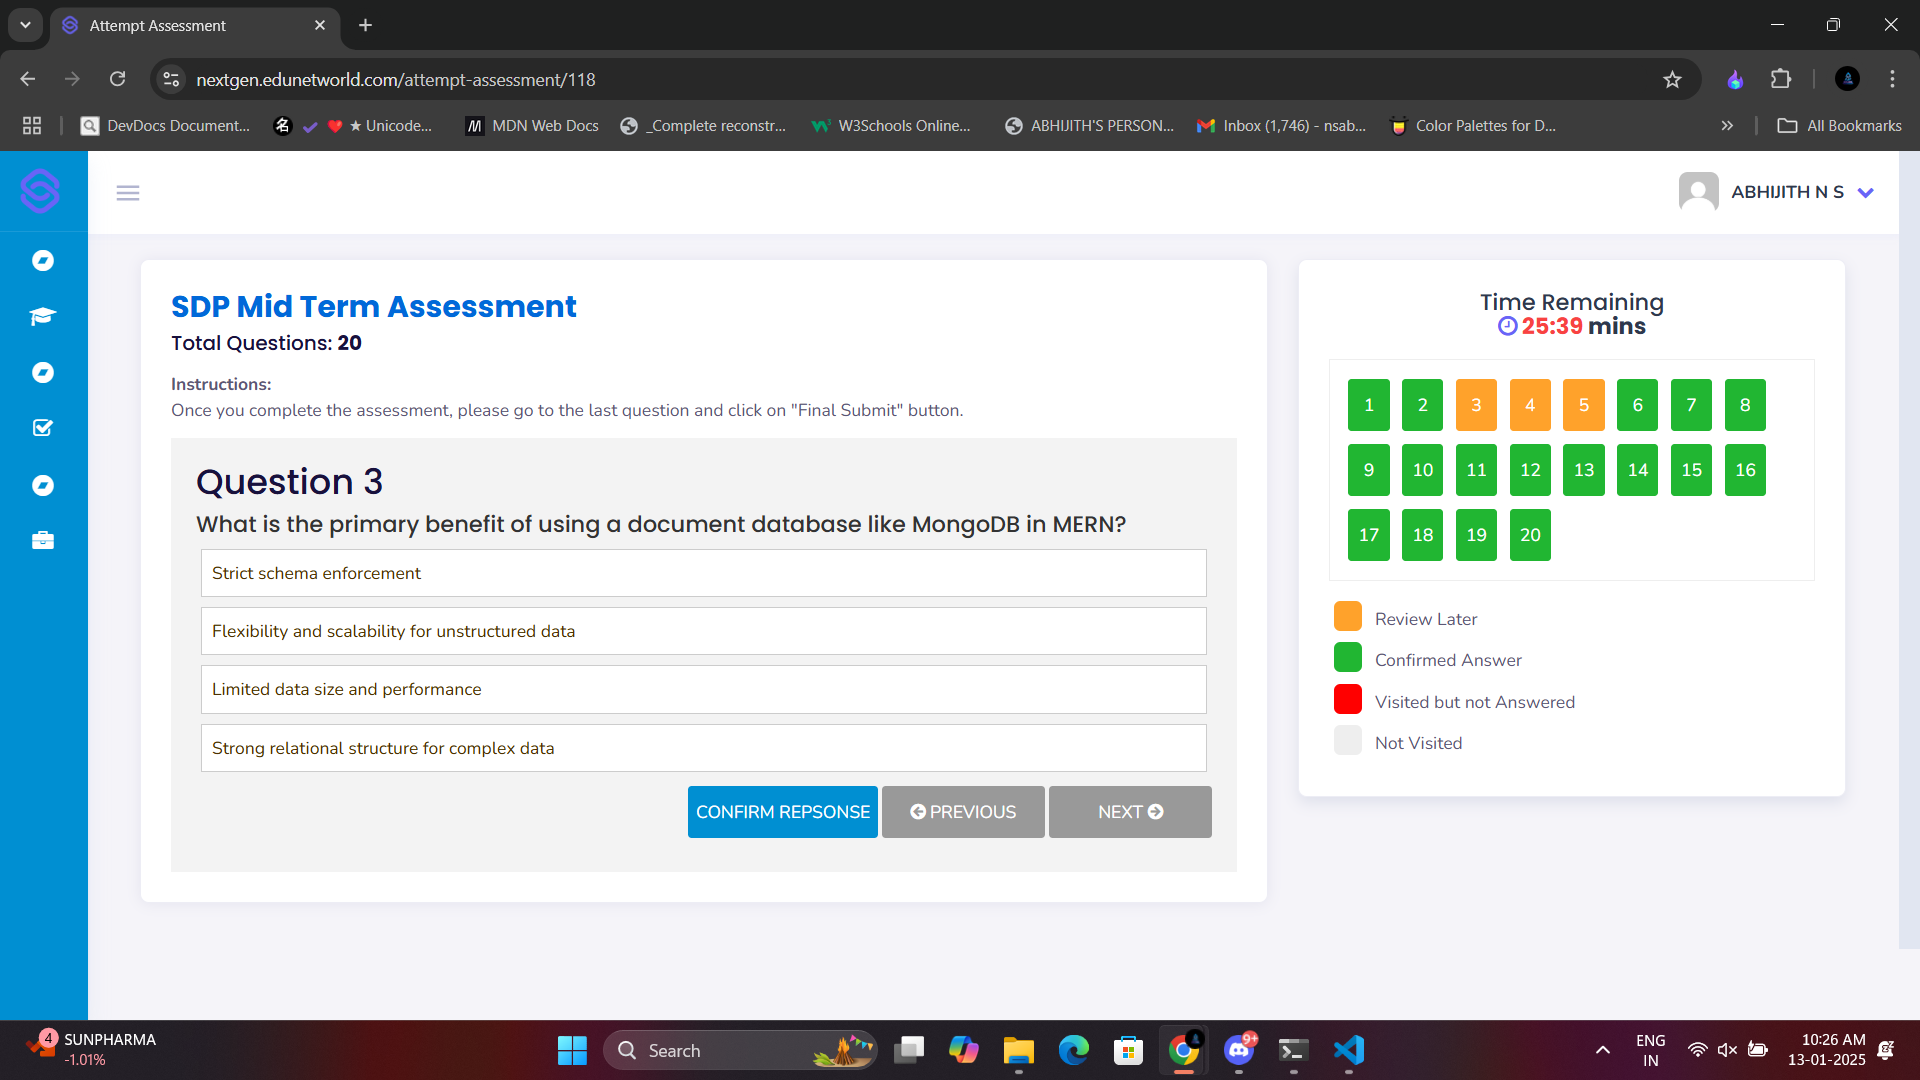 Attempt Assessment
nextgen.edunetworld.com/attempt-assessment/118
DevDocs Document...
名
★ Unicode...
MDN Web Docs
_Complete reconstr...
W3Schools Online...
ABHIJITH'S PERSON...
Inbox (1,746) - nsab...
Color Palettes for D...
All Bookmarks
ABHIJITH N S
SDP Mid Term Assessment
Total Questions: 20
Instructions:
Once you complete the assessment, please go to the last question and click on "Final Submit" button.
Question 3
What is the primary benefit of using a document database like MongoDB in MERN?
Strict schema enforcement
Flexibility and scalability for unstructured data
Limited data size and performance
Strong relational structure for complex data
CONFIRM REPSONSE
PREVIOUS
NEXT
Time Remaining
25:39 mins
1 2 3 4 5 6 7 8
9 10 11 12 13 14 15 16
17 18 19 20
Review Later
Confirmed Answer
Visited but not Answered
Not Visited
4
SUNPHARMA
-1.01%
Search
9+
ENG
IN
10:26 AM
13-01-2025